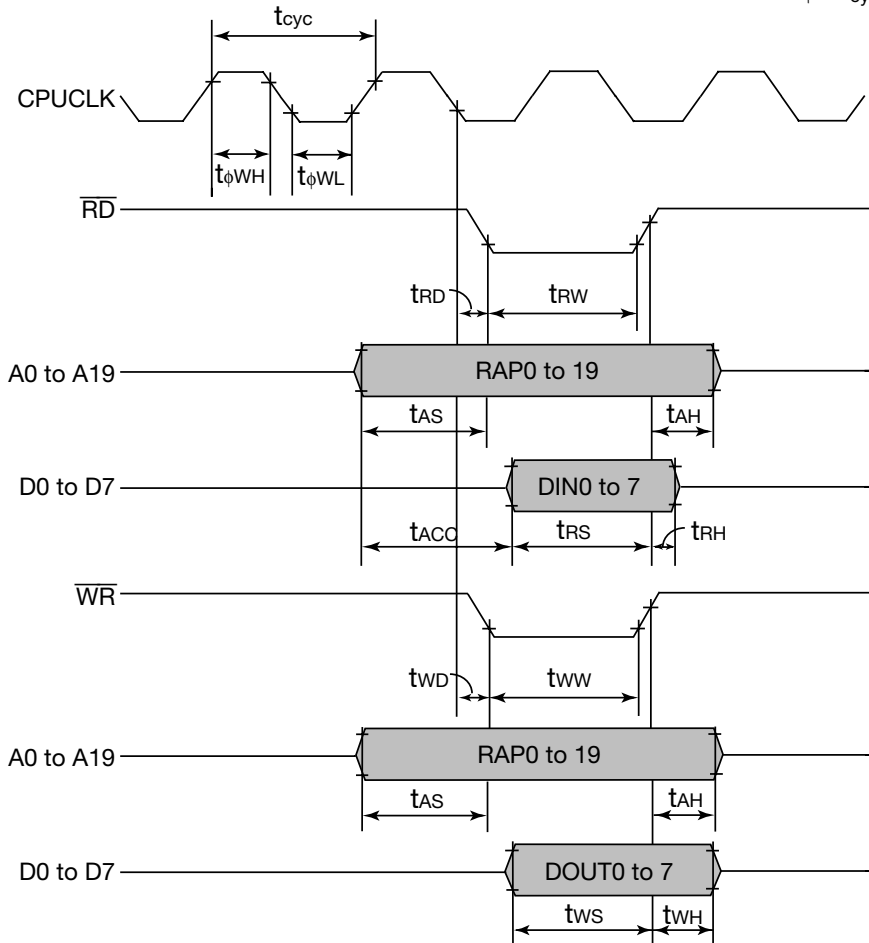 tcyc
CPUCLK
tφWH
tφWL
RD
tRD
tRW
A0 to A19
RAP0 to 19
tAS
tAH
D0 to D7
DIN0 to 7
tACC
tRS
tRH
WR
tWD
tWW
A0 to A19
RAP0 to 19
tAS
tAH
D0 to D7
DOUT0 to 7
tWS
tWH